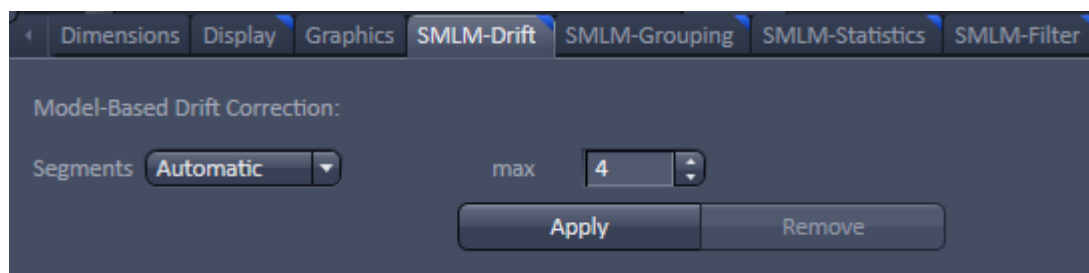 Dimensions Display Graphics SMLM-Drift SMLM-Grouping SMLM-Statistics SMLM-Filter
Model-Based Drift Correction:
Segments Automatic max 4
Apply Remove